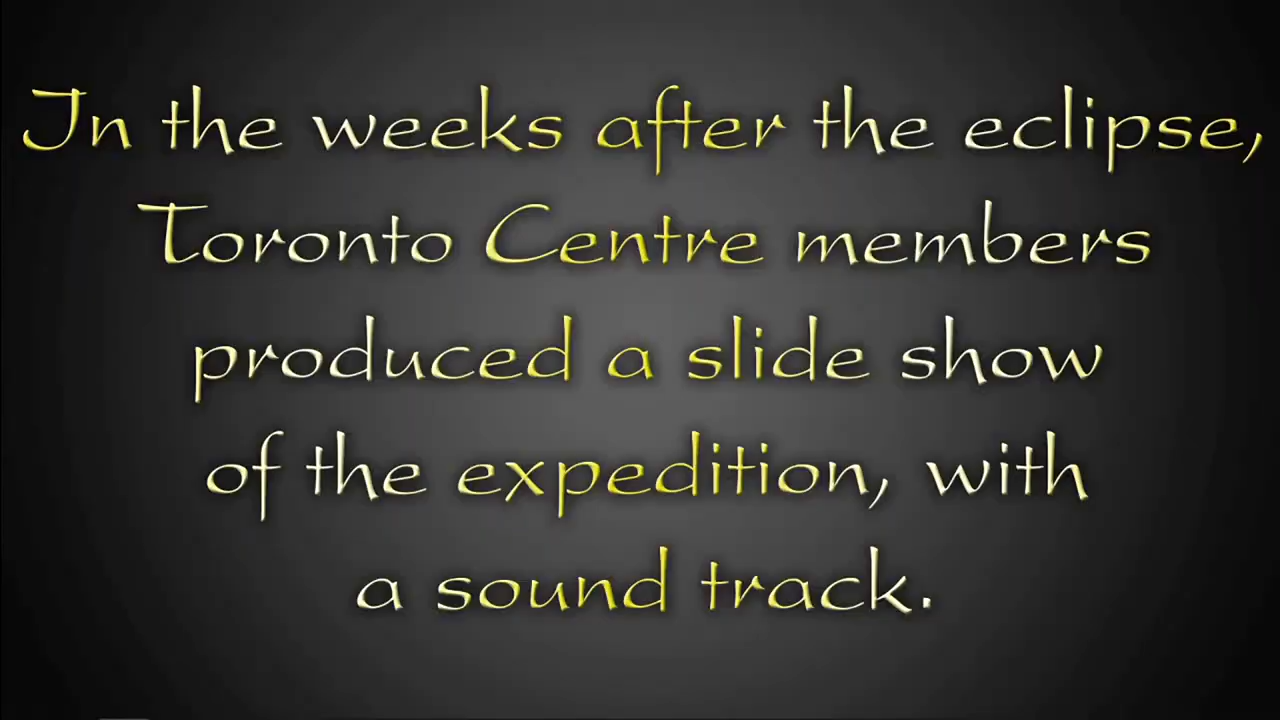 In the weeks after the eclipse,
Toronto Centre members
produced a slide show
of the expedition, with
a sound track.